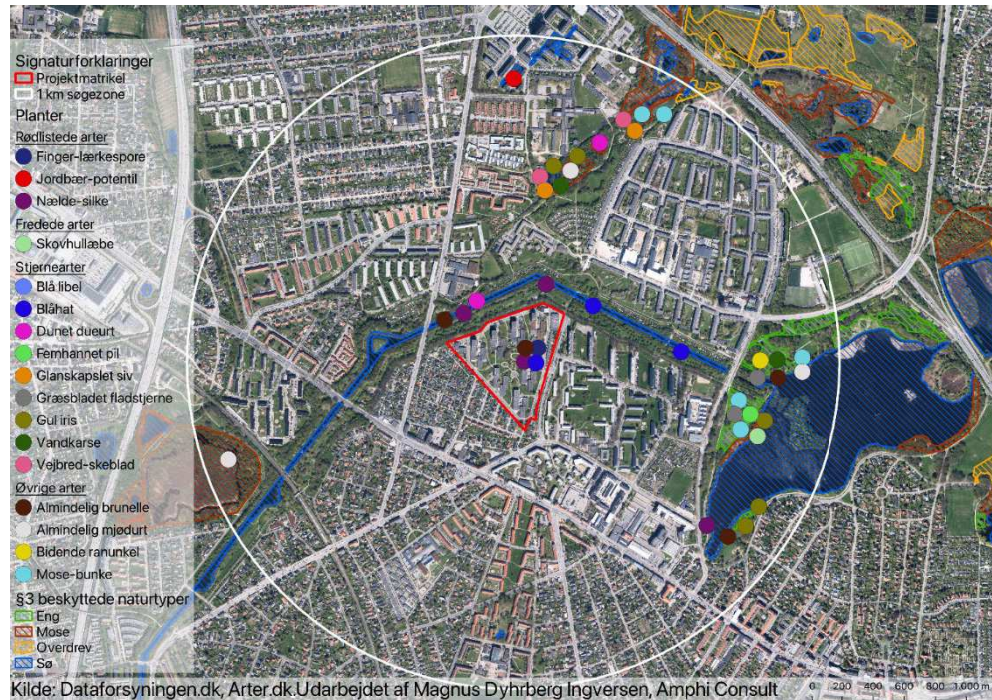 Signaturforklaringer
Projektmatrikel
1 km søgezone
Planter
Rødlistede arter
Finger-lærkespore
Jordbær-potentil
Nælde-silke
Fredede arter
Skovhullæbe
Stjernearter
Blå libel
Blåhat
Dunet dueurt
Femhannet pil
Glanskapslet siv
Græsbladet fladstjerne
Gul iris
Vandkarse
Vejbred-skeblad
Øvrige arter
Almindelig brunelle
Almindelig mjødurt
Bidende ranunkel
Mose-bunke
§3 beskyttede naturtyper
Eng
Mose
Overdrev
Sø
0 200 400 600 800 1.000 m
Kilde: Dataforsyningen.dk, Arter.dk.Udarbejdet af Magnus Dyhrberg Ingversen, Amphi Consult